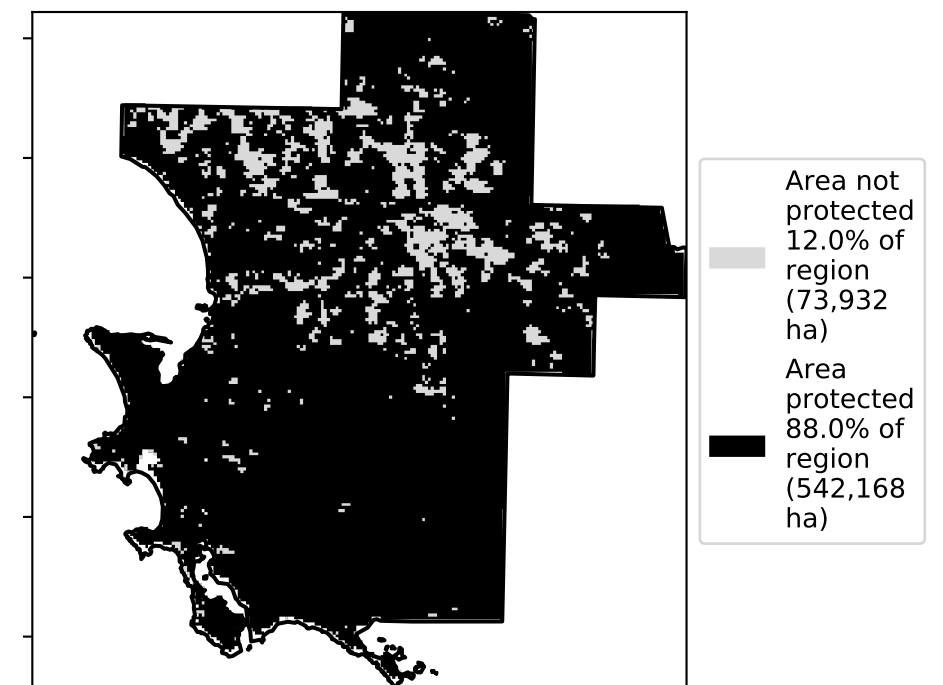 Area not
protected
12.0% of
region
(73,932
ha)
Area
protected
88.0% of
region
(542,168
ha)